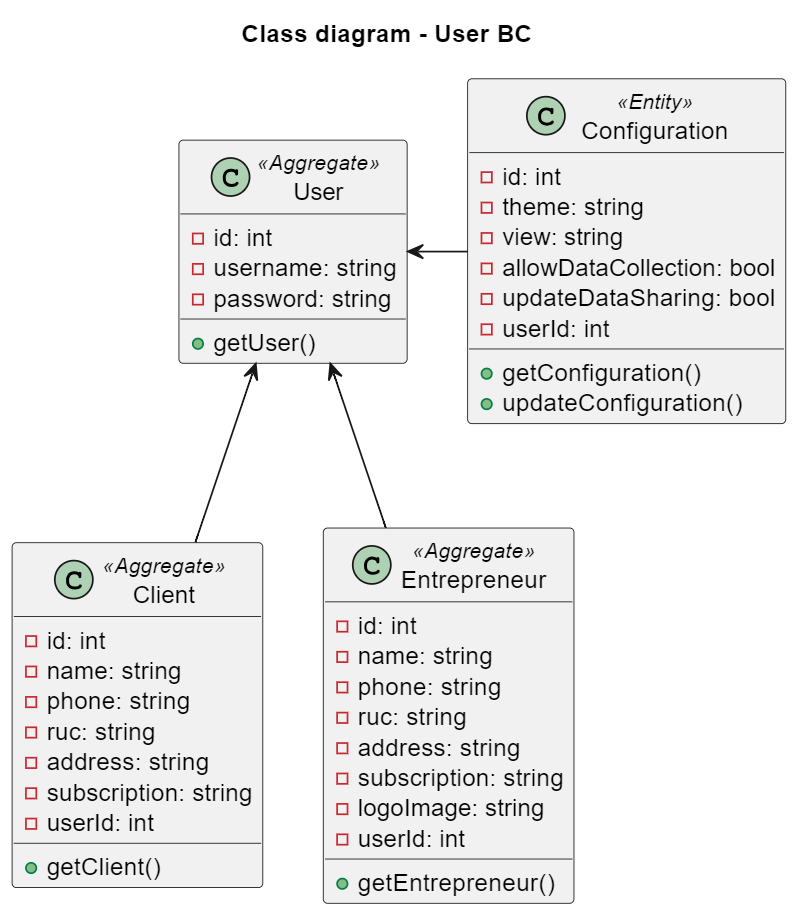 Class diagram - User BC
C
«Aggregate»
User
id: int
username: string
password: string
getUser()
C
«Entity»
Configuration
id: int
theme: string
view: string
allowDataCollection: bool
updateDataSharing: bool
userId: int
getConfiguration()
updateConfiguration()
C
«Aggregate»
Client
id: int
name: string
phone: string
ruc: string
address: string
subscription: string
userId: int
getClient()
C
«Aggregate»
Entrepreneur
id: int
name: string
phone: string
ruc: string
address: string
subscription: string
logoImage: string
userId: int
getEntrepreneur()